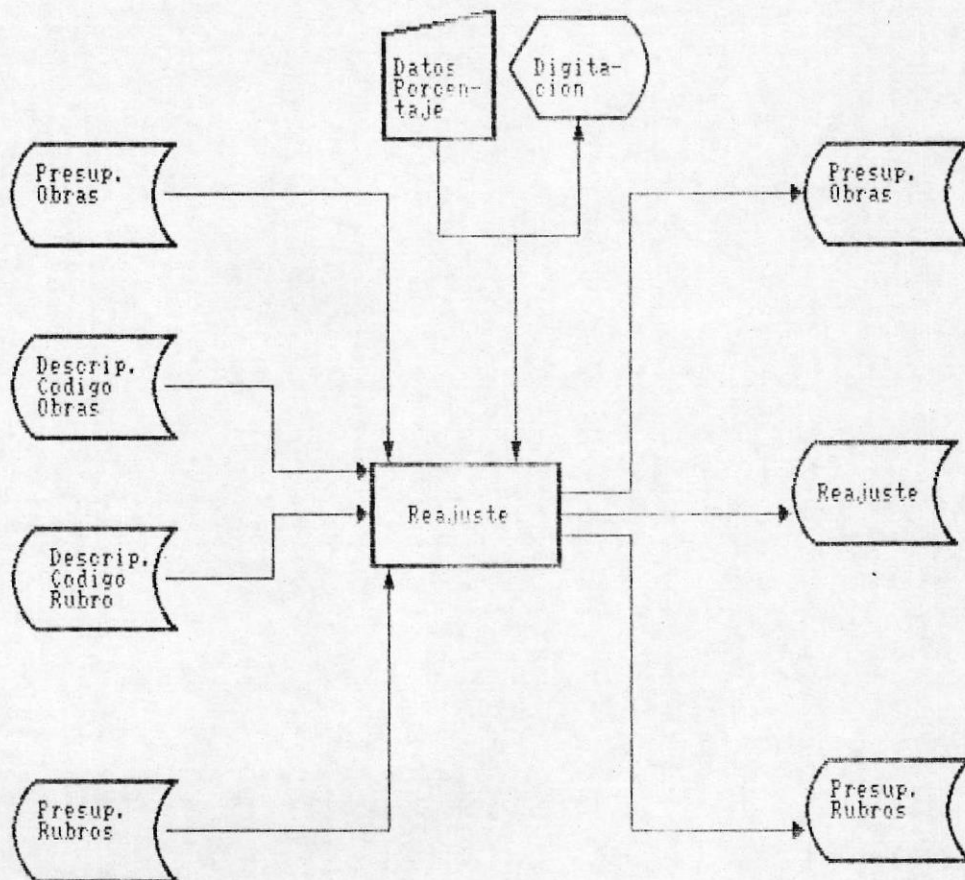 Datos
Porcen-
taje
Digita-
cion
Presup.
Obras
Presup.
Obras
Descrip.
Codigo
Obras
Reajuste
Reajuste
Descrip.
Codigo
Rubro
Presup.
Rubros
Presup.
Rubros